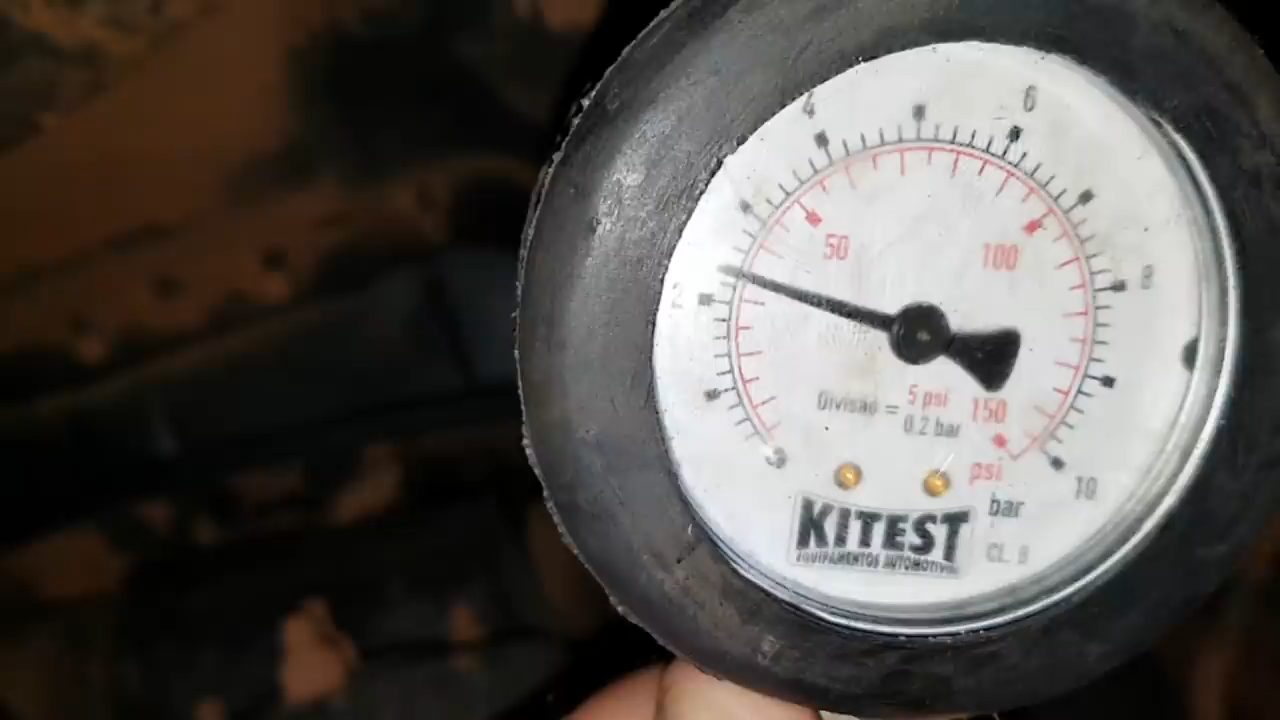 4
6
2
8
50
100
Divisão = 5 psi
0.2 bar
150
psi
bar
10
KITEST
EQUIPAMENTOS AUTOMOTIVOS
CL. B